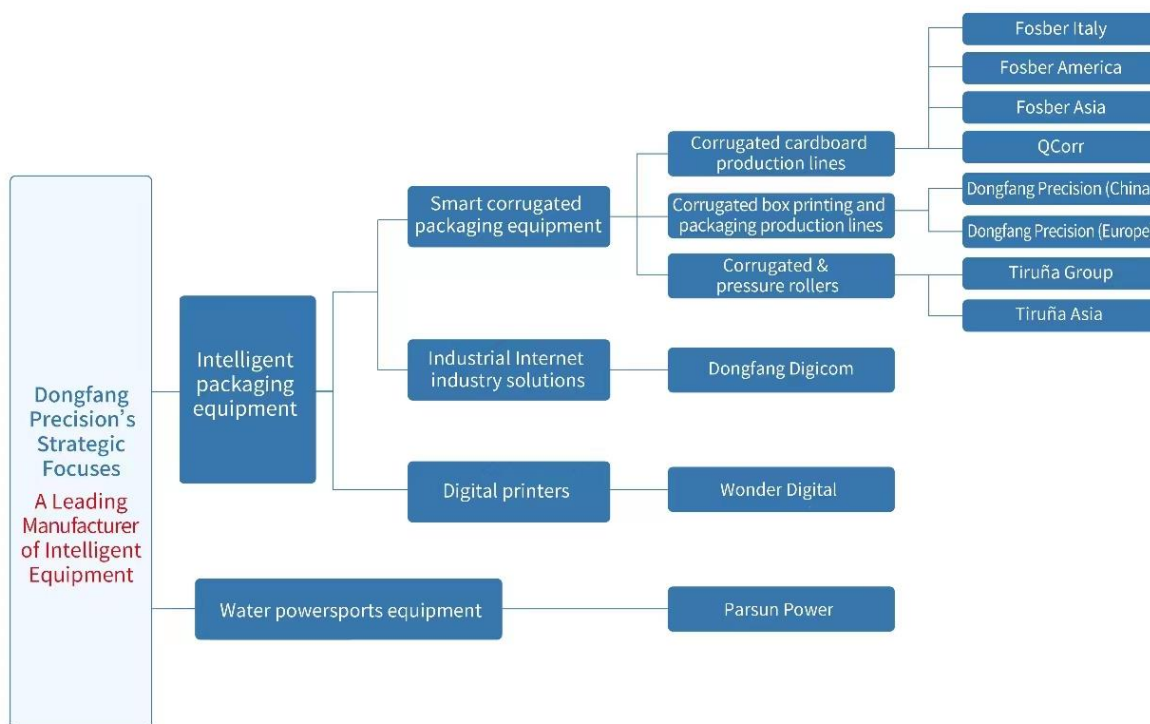 Dongfang
Precision's
Strategic
Focuses
A Leading
Manufacturer
of Intelligent
Equipment
Intelligent
packaging
equipment
Smart corrugated
packaging equipment
Corrugated cardboard
production lines
Fosber Italy
Fosber America
Fosber Asia
QCorr
Corrugated box printing and
packaging production lines
Dongfang Precision (China
Dongfang Precision (Europe
Corrugated &
pressure rollers
Tiruña Group
Tiruña Asia
Industrial Internet
industry solutions
Dongfang Digicom
Digital printers
Wonder Digital
Water powersports equipment
Parsun Power